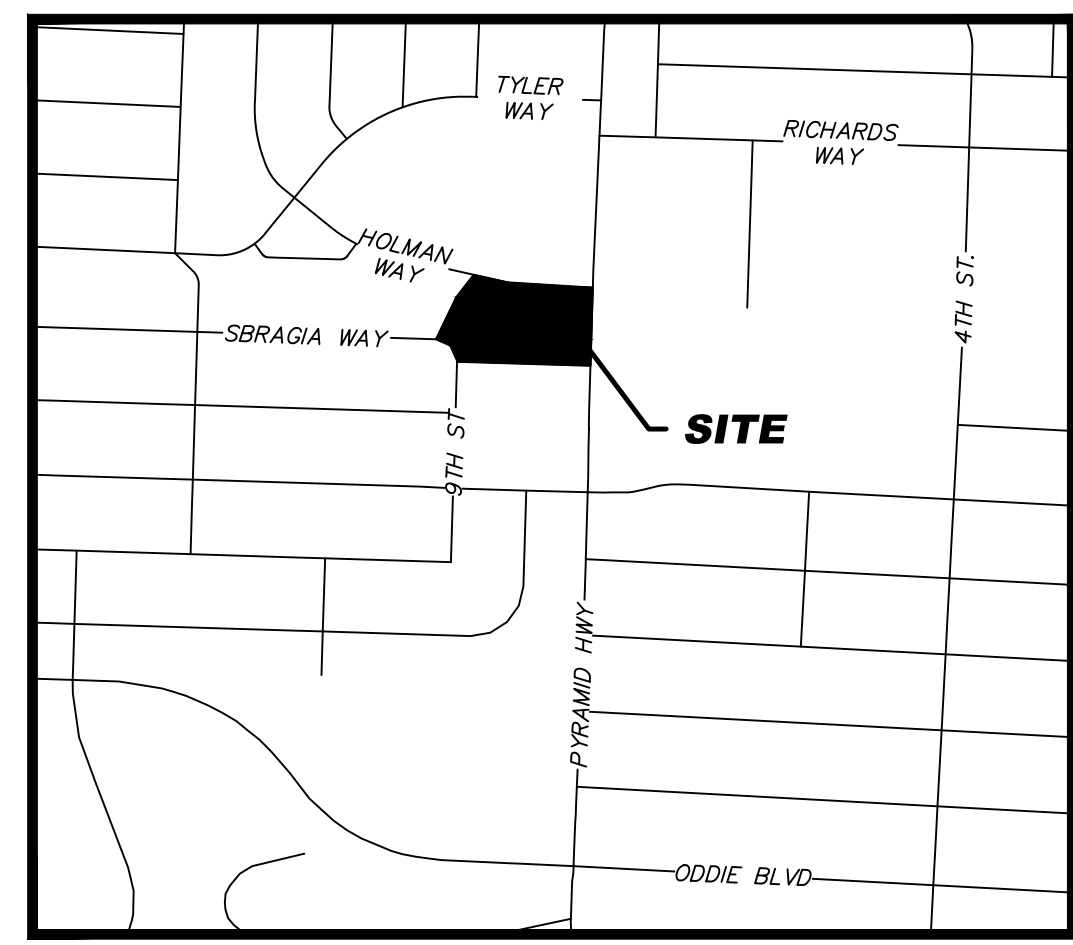 TYLER
WAY
RICHARDS
WAY
HOLMAN
WAY
4TH ST.
SBRAGIA WAY
SITE
9TH ST
PYRAMID HWY
ODDIE BLVD